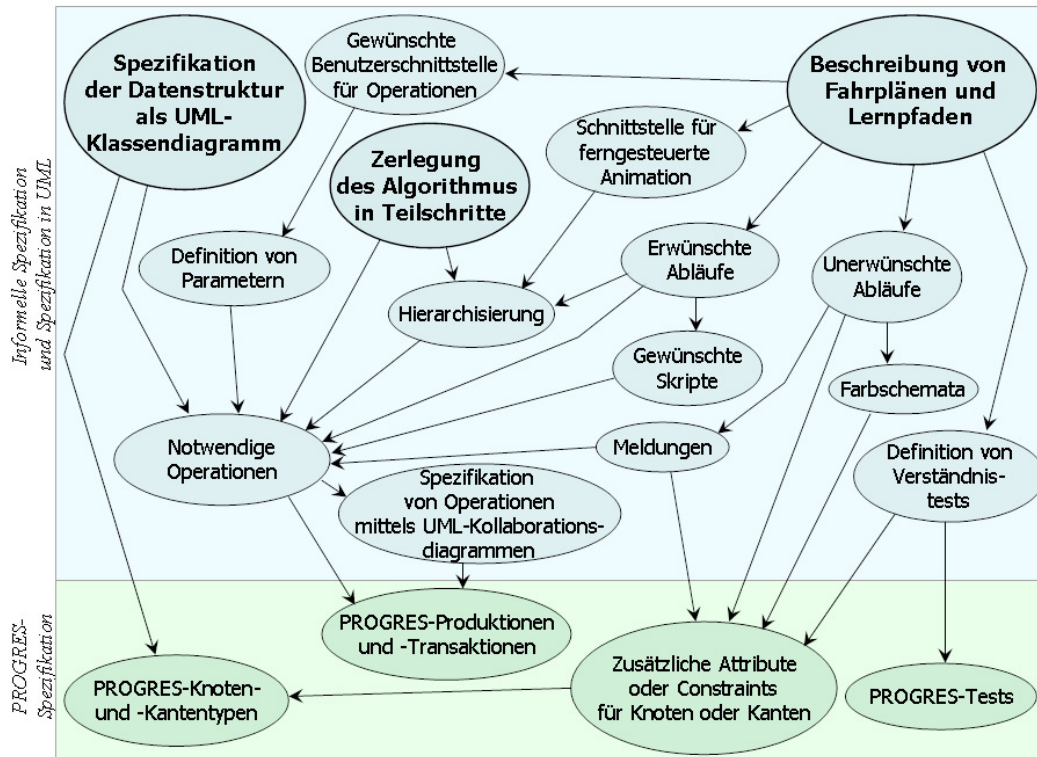 Spezifikation
der Datenstruktur
als UML-
Klassendiagramm
Gewünschte
Benutzerschnittstelle
für Operationen
Beschreibung von
Fahrplänen und
Lernpfaden
Schnittstelle für
ferngesteuerte
Animation
Zerlegung
des Algorithmus
in Teilschritte
Definition von
Parametern
Erwünschte
Abläufe
Unerwünschte
Abläufe
Hierarchisierung
Gewünschte
Skripte
Farbschemata
Notwendige
Operationen
Meldungen
Definition von
Verständnis-
tests
Spezifikation
von Operationen
mittels UML-Kollaborations-
diagrammen
Informelle Spezifikation
und Spezifikation in UML
PROGRES-
Spezifikation
PROGRES-Produktionen
und -Transaktionen
PROGRES-Knoten-
und -Kantentypen
Zusätzliche Attribute
oder Constraints
für Knoten oder Kanten
PROGRES-Tests